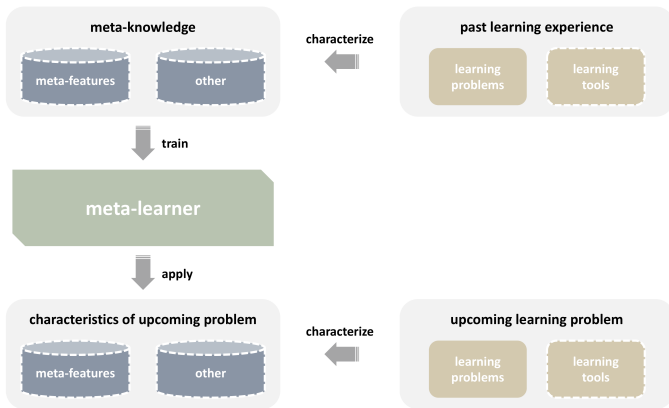 meta-knowledge
meta-features
other
characterize
past learning experience
learning
problems
learning
tools
train
meta-learner
apply
characteristics of upcoming problem
meta-features
other
characterize
upcoming learning problem
learning
problems
learning
tools